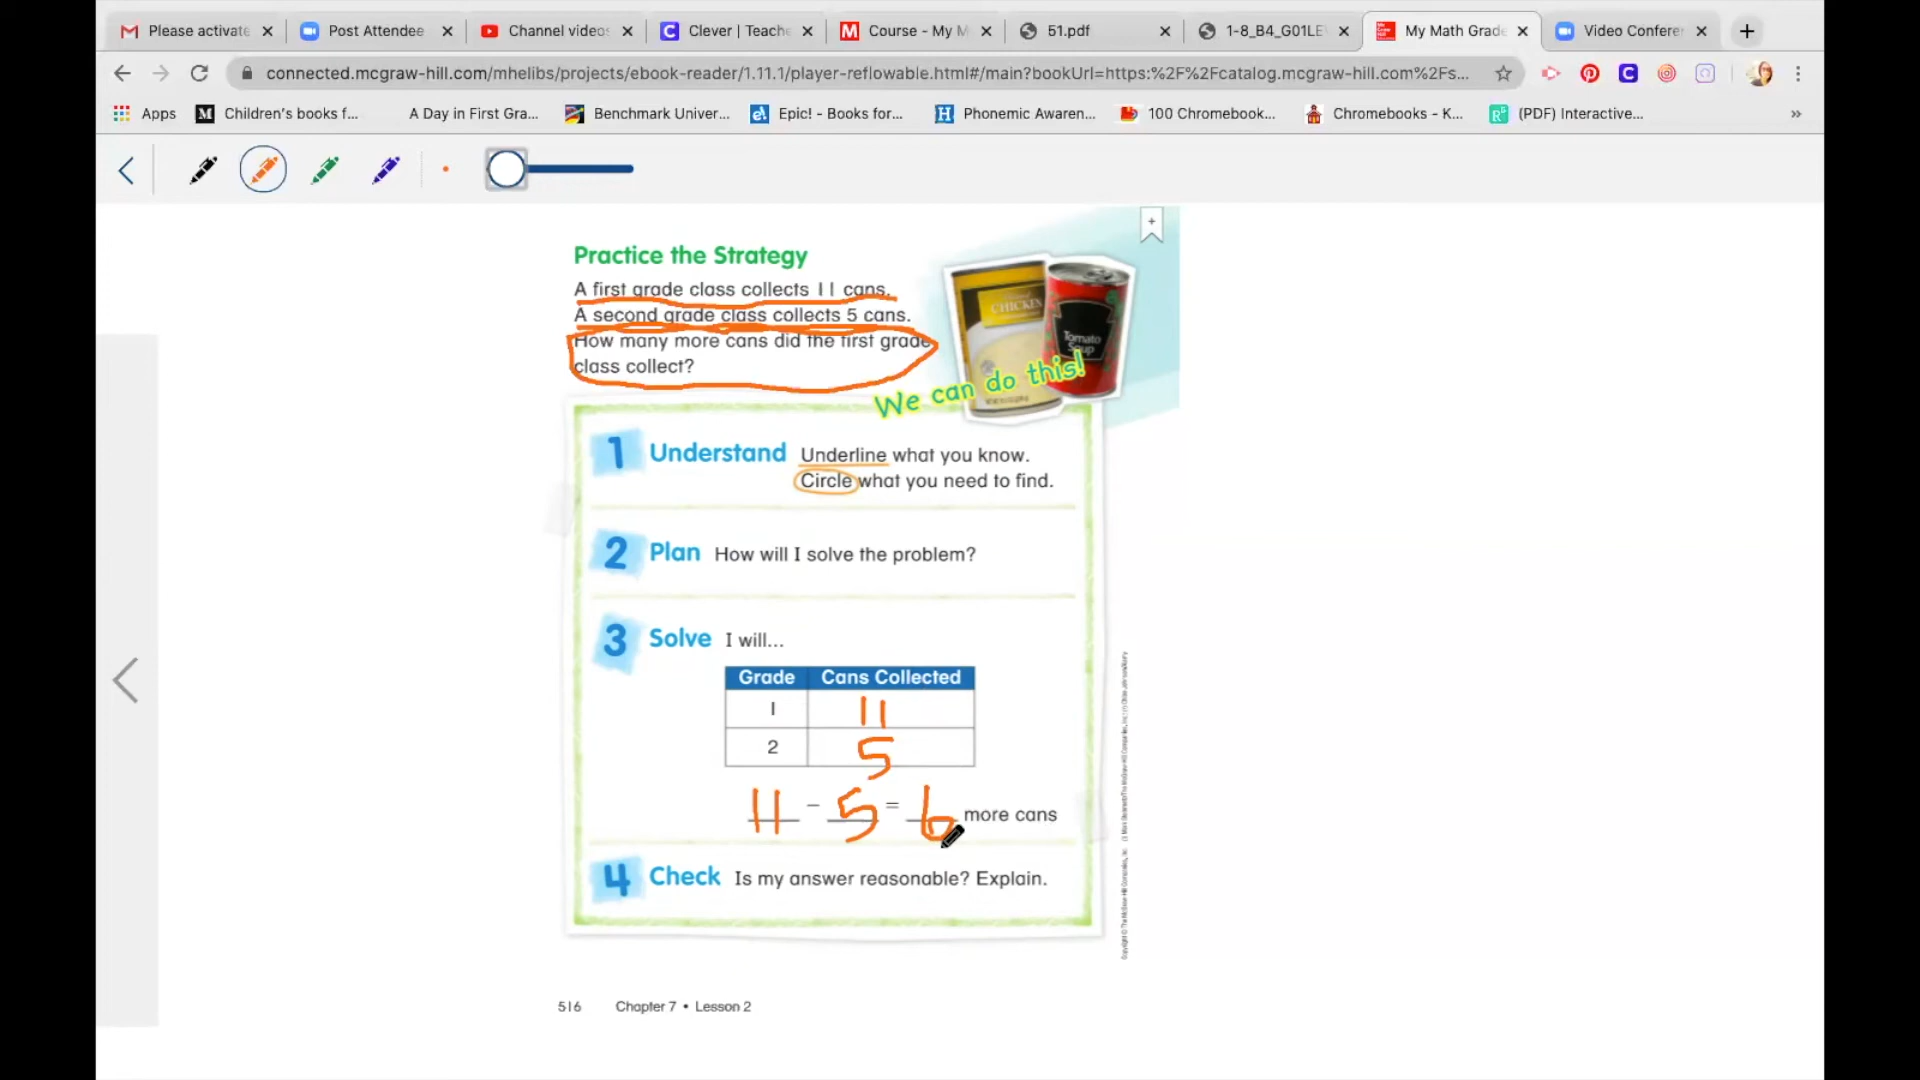 Please activate
Post Attendee
Channel videos
Clever | Teache
Course - My M
51.pdf
1-8_B4_G01LE
My Math Grade
Video Conferen
connected.mcgraw-hill.com/mhelibs/projects/ebook-reader/1.11.1/player-reflowable.html#/main?bookUrl=https:%2F%2Fcatalog.mcgraw-hill.com%2Fs...
Apps
Children's books f...
A Day in First Gra...
Benchmark Univer...
Epic! - Books for...
Phonemic Awaren...
100 Chromebook...
Chromebooks - K...
(PDF) Interactive...
Practice the Strategy
A first grade class collects 11 cans.
A second grade class collects 5 cans.
How many more cans did the first grade
class collect?
CHICKEN
Tomato
Soup
We can do this!
1 Understand Underline what you know.
Circle what you need to find.
2 Plan How will I solve the problem?
3 Solve I will...
Grade Cans Collected
1 11
2 5
11 - 5 = 6 more cans
4 Check Is my answer reasonable? Explain.
516 Chapter 7 • Lesson 2